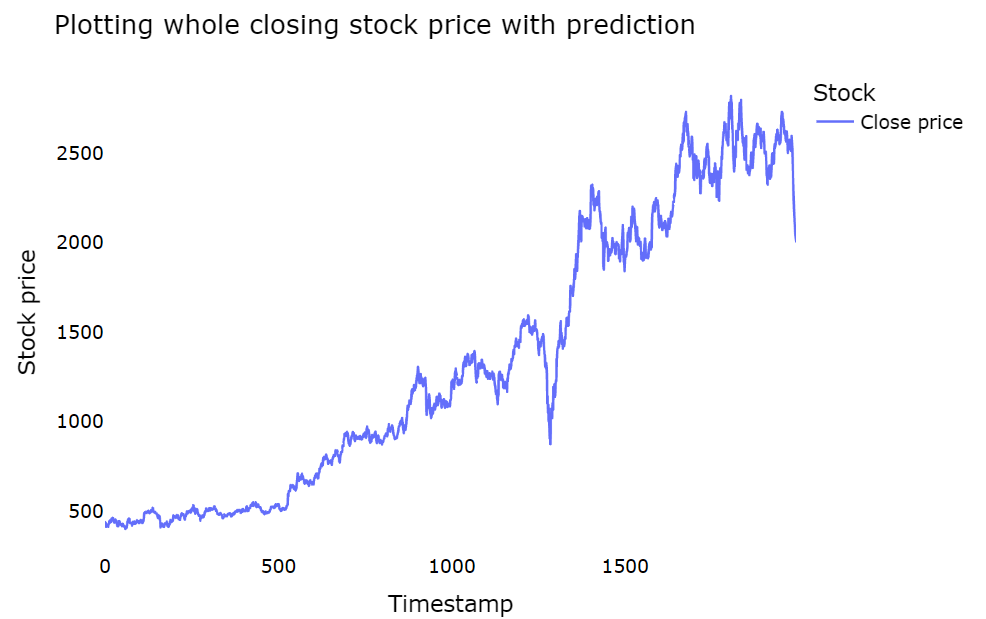 Plotting whole closing stock price with prediction
Stock
Close price
2500
2000
1500
1000
500
Stock price
0 500 1000 1500
Timestamp